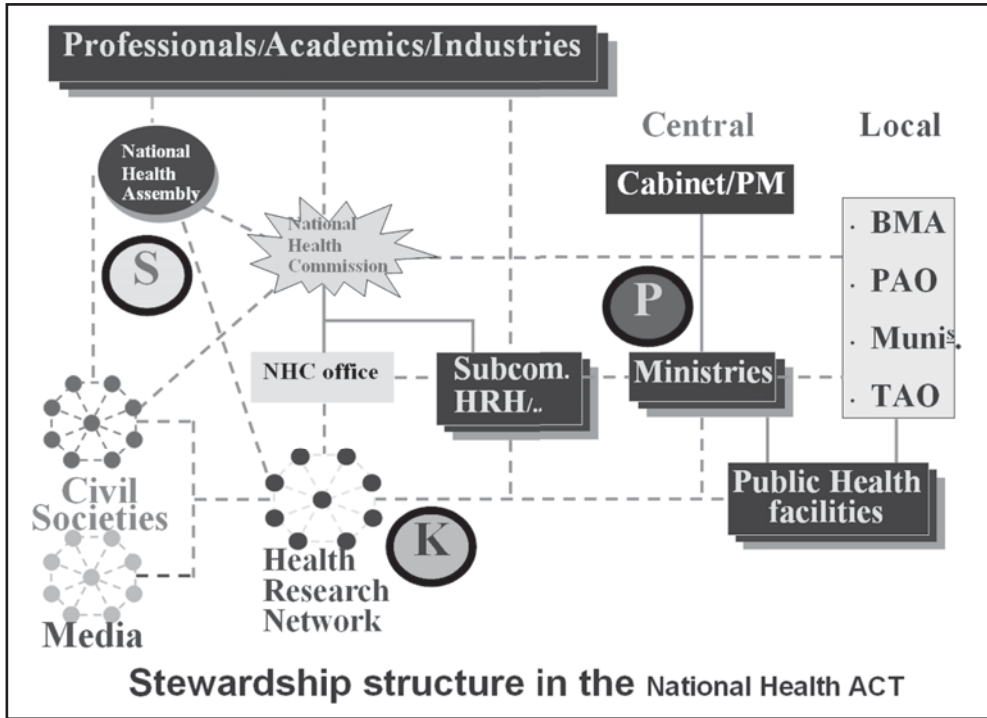 Professionals/Academics/Industries
Central
Local
National
Health
Assembly
Cabinet/PM
National
Health
Commission
· BMA
· PAO
· Munis.
· TAO
S
P
NHC office
Subcom.
HRH/..
Ministries
Public Health
facilities
Civil
Societies
K
Health
Research
Network
Media
Stewardship structure in the National Health ACT